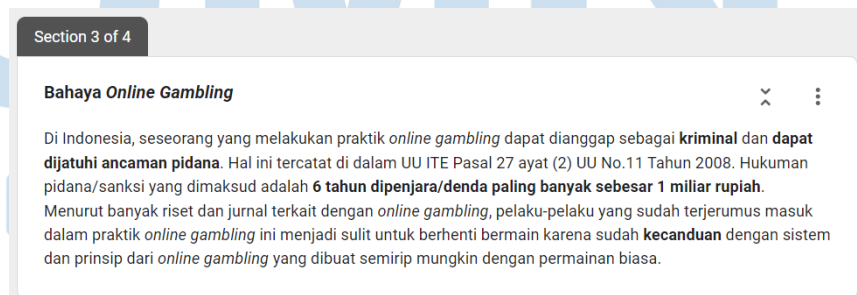 Section 3 of 4
Bahaya Online Gambling
Di Indonesia, seseorang yang melakukan praktik online gambling dapat dianggap sebagai kriminal dan dapat
dijatuhi ancaman pidana. Hal ini tercatat di dalam UU ITE Pasal 27 ayat (2) UU No.11 Tahun 2008. Hukuman
pidana/sanksi yang dimaksud adalah 6 tahun dipenjara/denda paling banyak sebesar 1 miliar rupiah.
Menurut banyak riset dan jurnal terkait dengan online gambling, pelaku-pelaku yang sudah terjerumus masuk
dalam praktik online gambling ini menjadi sulit untuk berhenti bermain karena sudah kecanduan dengan sistem
dan prinsip dari online gambling yang dibuat semirip mungkin dengan permainan biasa.